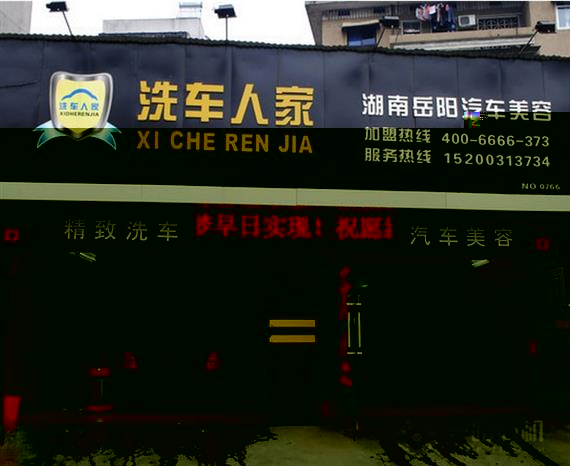 洗车人家
XIOHERENJIA
洗车人家
XI CHE REN JIA
湖南岳阳汽车美容
加盟热线 400-6666-373
服务热线 15200313734
NO 0766
精致洗车
早日实现！祝愿
汽车美容